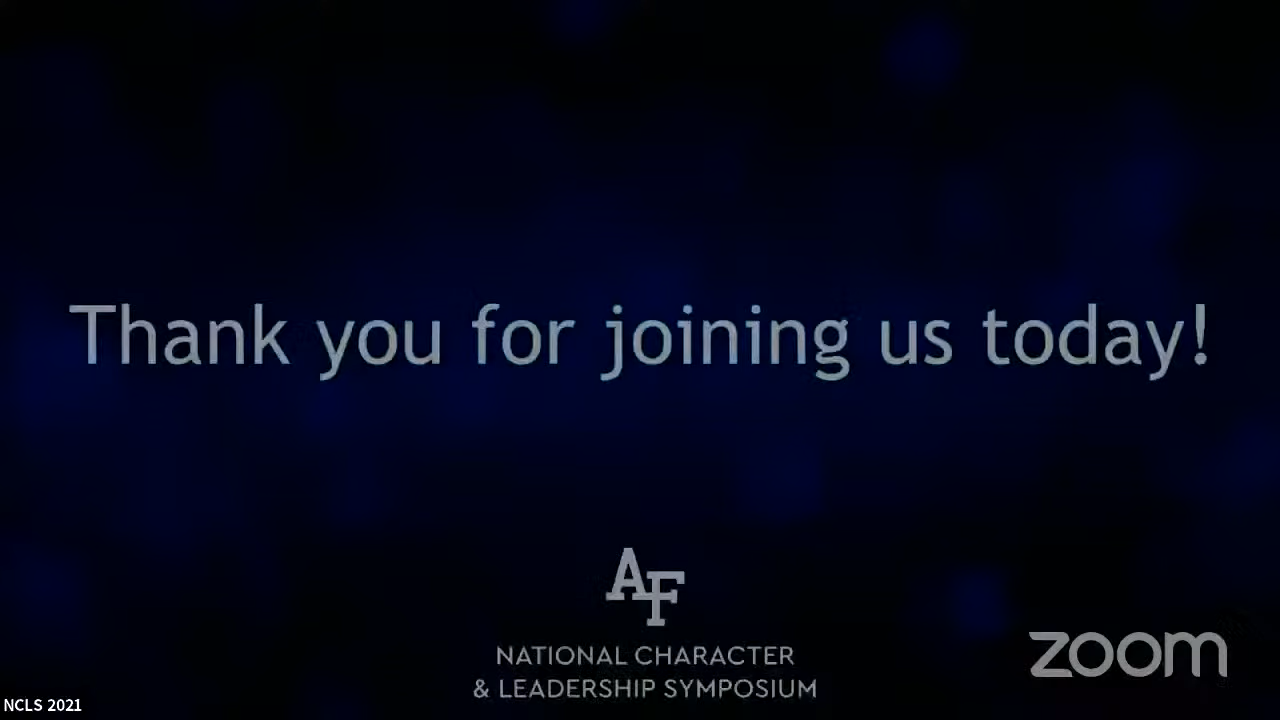 Thank you for joining us today!
AF
NATIONAL CHARACTER
& LEADERSHIP SYMPOSIUM
zoom
NCLS 2021